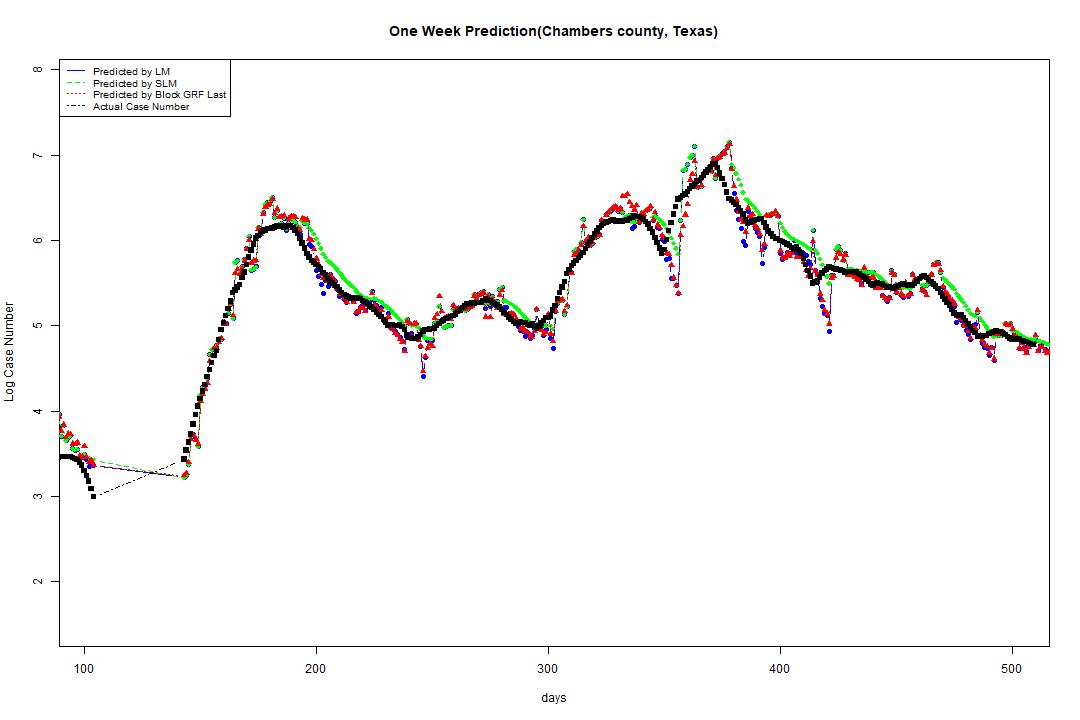 One Week Prediction(Chambers county, Texas)
Predicted by LM
Predicted by SLM
Predicted by Block GRF Last
Actual Case Number
8
7
6
5
4
3
2
Log Case Number
100 200 300 400 500
days